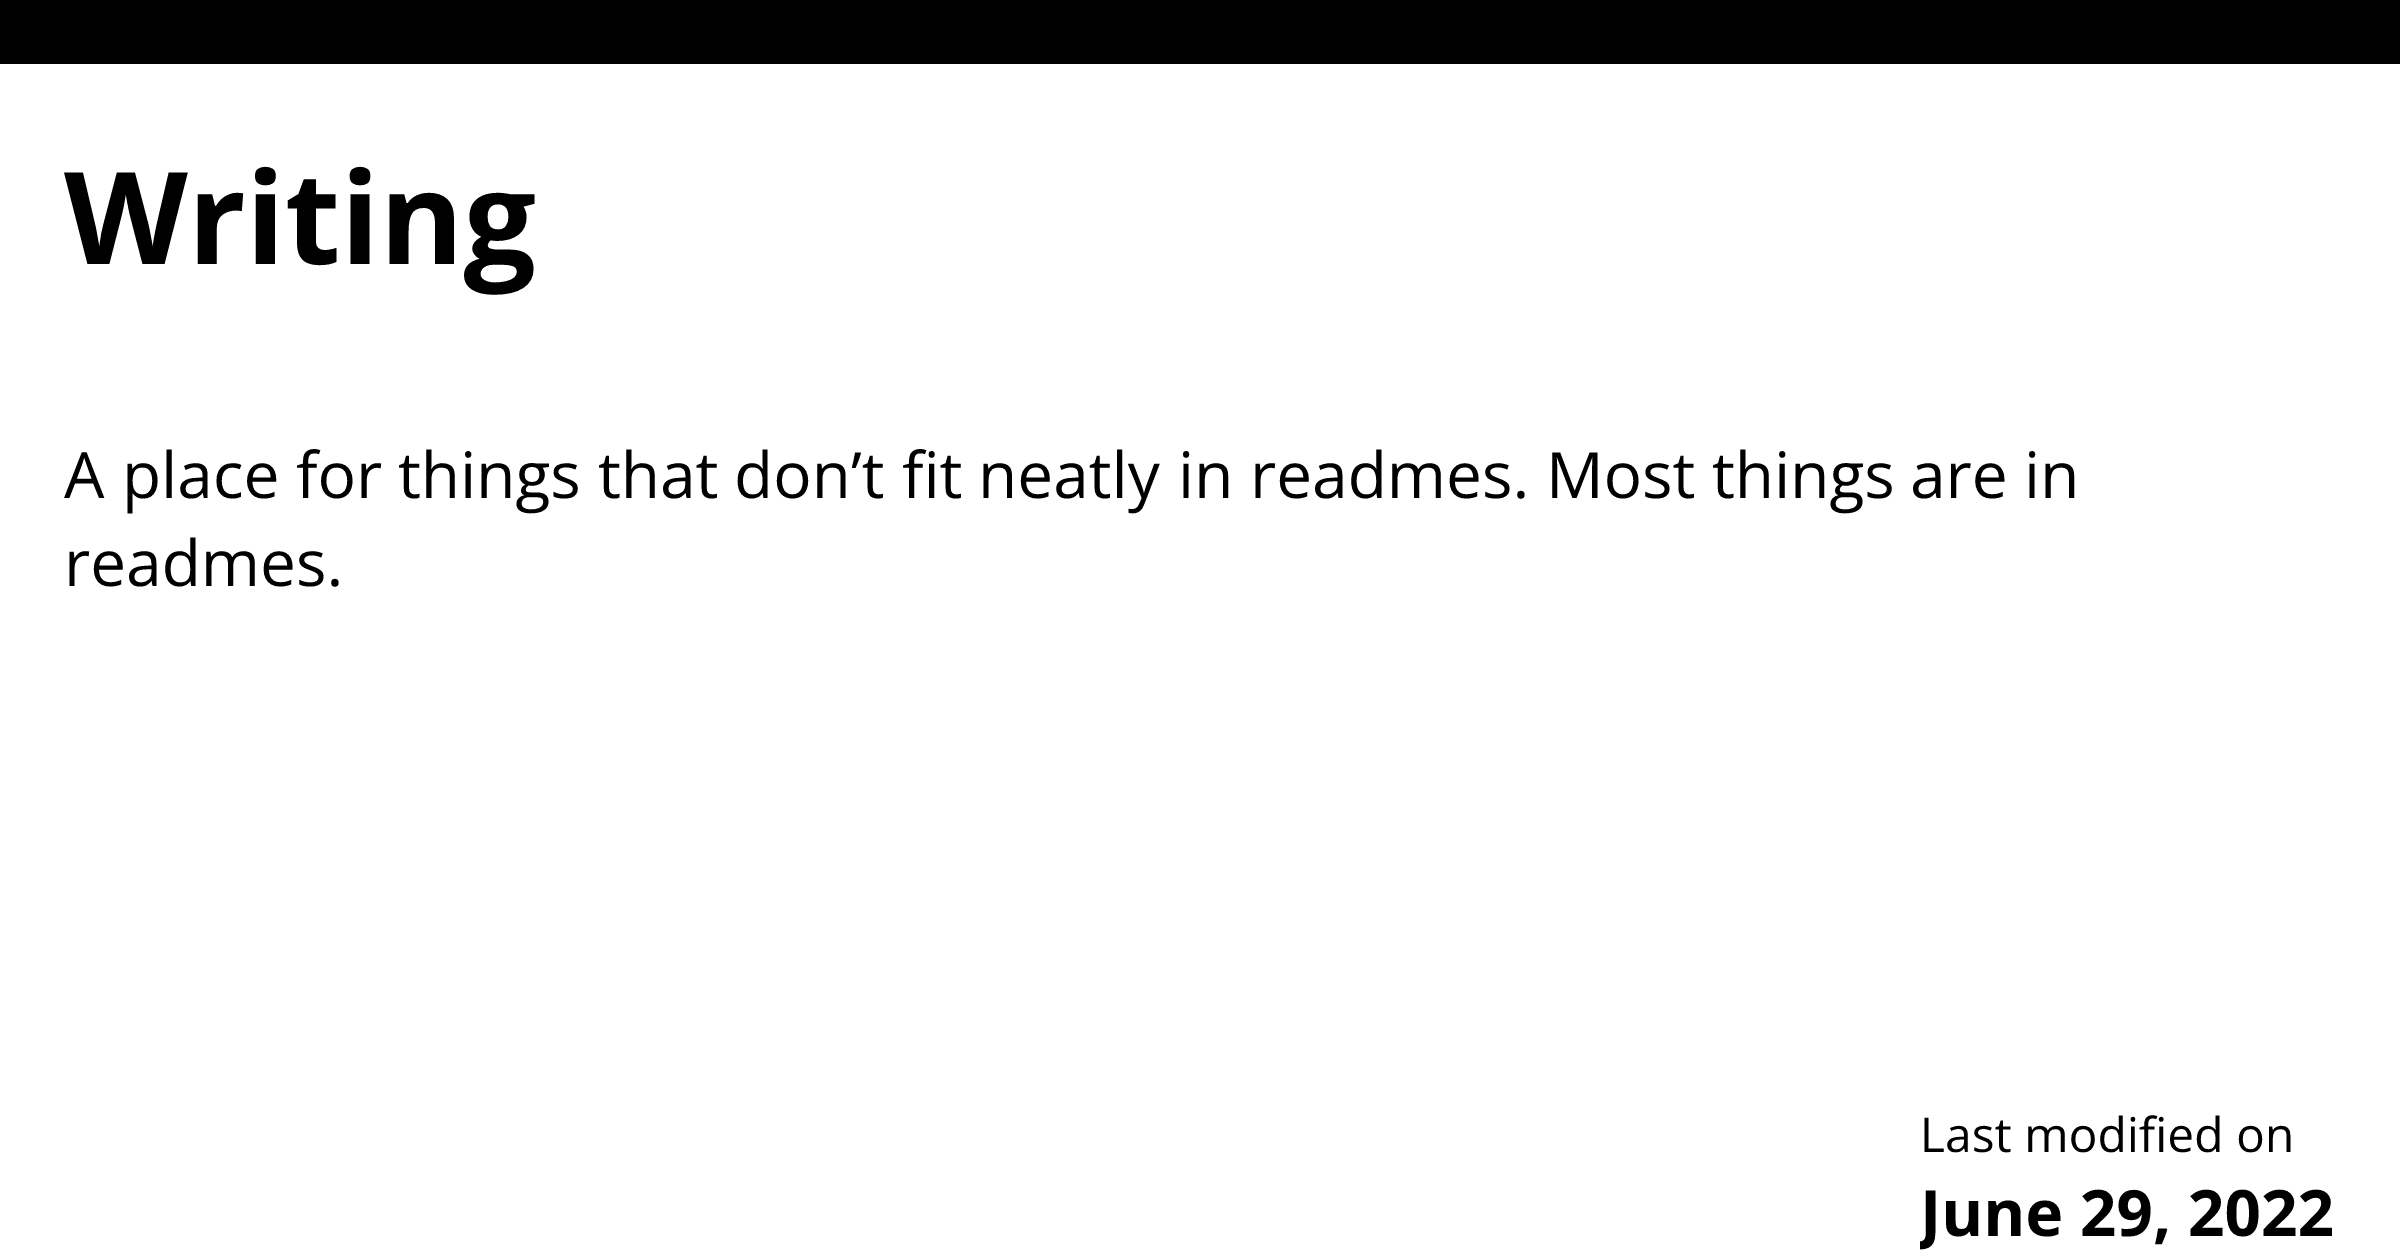 Writing
A place for things that don’t fit neatly in readmes. Most things are in
readmes.
Last modified on
June 29, 2022